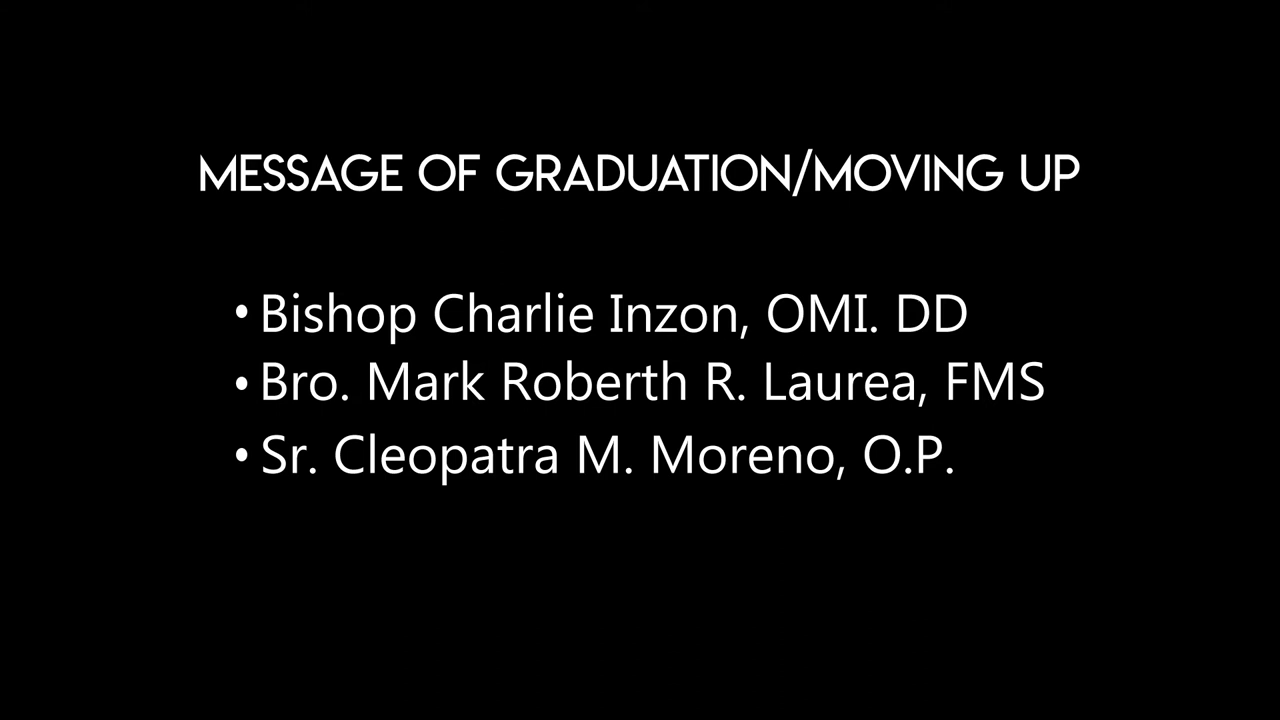 MESSAGE OF GRADUATION/MOVING UP
• Bishop Charlie Inzon, OMI. DD
• Bro. Mark Roberth R. Laurea, FMS
• Sr. Cleopatra M. Moreno, O.P.